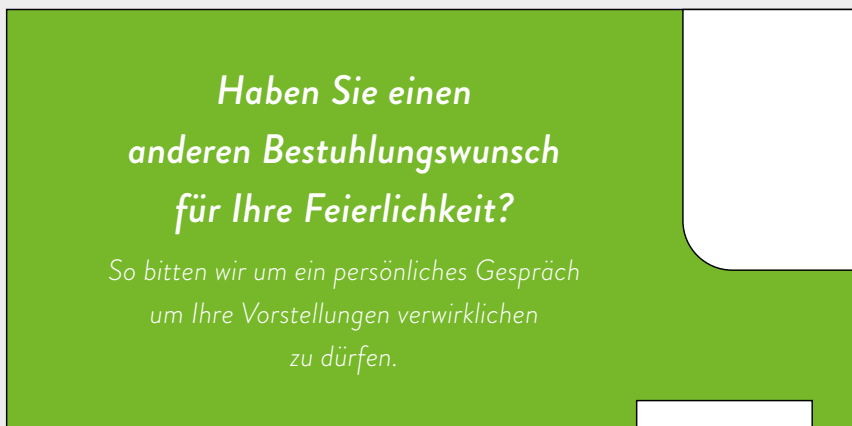 Haben Sie einen
anderen Bestuhlungswunsch
für Ihre Feierlichkeit?
So bitten wir um ein persönliches Gespräch
um Ihre Vorstellungen verwirklichen
zu dürfen.